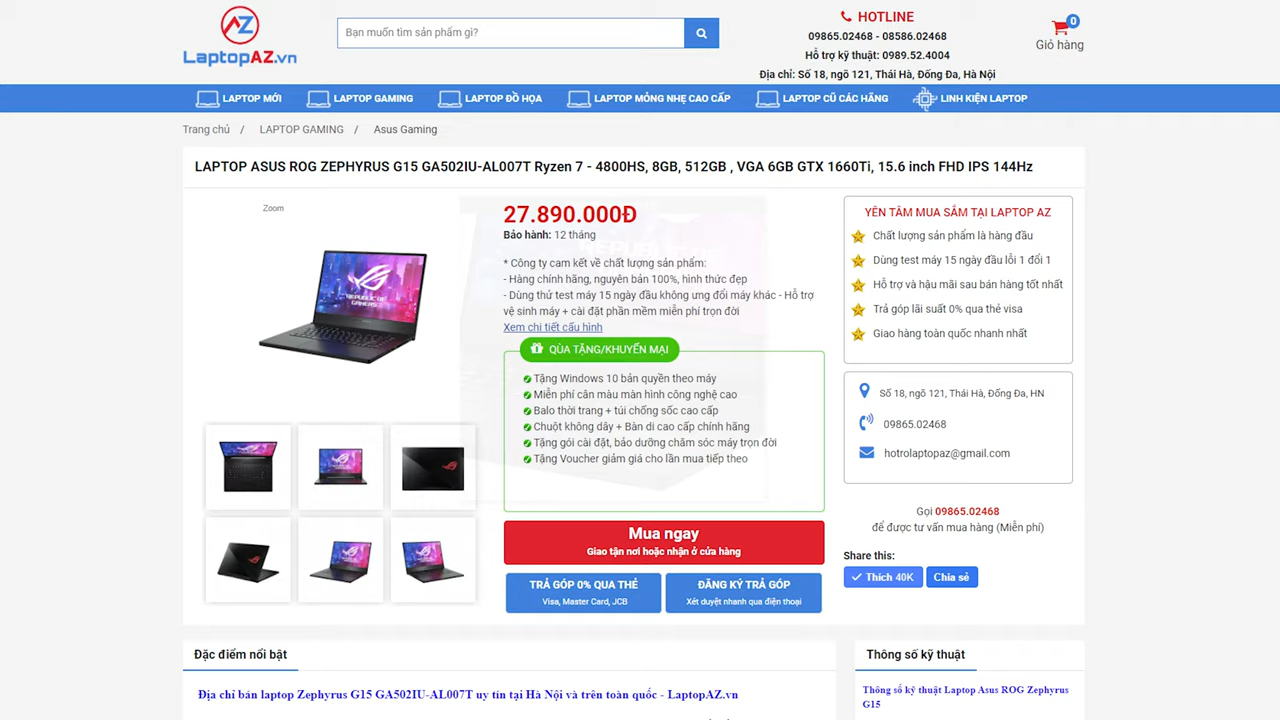 AZ
LaptopAZ.vn
Bạn muốn tìm sản phẩm gì?
HOTLINE
09865.02468 - 08586.02468
Hỗ trợ kỹ thuật: 0989.52.4004
Địa chỉ: Số 18, ngõ 121, Thái Hà, Đống Đa, Hà Nội
0
Giỏ hàng
LAPTOP MỚI
LAPTOP GAMING
LAPTOP ĐỒ HỌA
LAPTOP MỎNG NHẸ CAO CẤP
LAPTOP CŨ CÁC HÃNG
LINH KIỆN LAPTOP
Trang chủ / LAPTOP GAMING / Asus Gaming
LAPTOP ASUS ROG ZEPHYRUS G15 GA502IU-AL007T Ryzen 7 - 4800HS, 8GB, 512GB , VGA 6GB GTX 1660Ti, 15.6 inch FHD IPS 144Hz
Zoom
REPUBLIC OF
GAMERS
27.890.000Đ
Bảo hành: 12 tháng
* Công ty cam kết về chất lượng sản phẩm:
- Hàng chính hãng, nguyên bản 100%, hình thức đẹp
- Dùng thử test máy 15 ngày đầu không ưng đổi máy khác - Hỗ trợ
vệ sinh máy + cài đặt phần mềm miễn phí trọn đời
Xem chi tiết cấu hình
QÙA TẶNG/KHUYẾN MẠI
Tặng Windows 10 bản quyền theo máy
Miễn phí cân màu màn hình công nghệ cao
Balo thời trang + túi chống sốc cao cấp
Chuột không dây + Bàn di cao cấp chính hãng
Tặng gói cài đặt, bảo dưỡng chăm sóc máy trọn đời
Tặng Voucher giảm giá cho lần mua tiếp theo
Mua ngay
Giao tận nơi hoặc nhận ở cửa hàng
TRẢ GÓP 0% QUA THẺ
Visa, Master Card, JCB
ĐĂNG KÝ TRẢ GÓP
Xét duyệt nhanh qua điện thoại
YÊN TÂM MUA SẮM TẠI LAPTOP AZ
Chất lượng sản phẩm là hàng đầu
Dùng test máy 15 ngày đầu lỗi 1 đổi 1
Hỗ trợ và hậu mãi sau bán hàng tốt nhất
Trả góp lãi suất 0% qua thẻ visa
Giao hàng toàn quốc nhanh nhất
Số 18, ngõ 121, Thái Hà, Đống Đa, HN
09865.02468
hotrolaptopaz@gmail.com
Gọi 09865.02468
để được tư vấn mua hàng (Miễn phí)
Share this:
Thích 40K
Chia sẻ
Đặc điểm nổi bật
Địa chỉ bán laptop Zephyrus G15 GA502IU-AL007T uy tín tại Hà Nội và trên toàn quốc - LaptopAZ.vn
Thông số kỹ thuật
Thông số kỹ thuật Laptop Asus ROG Zephyrus
G15